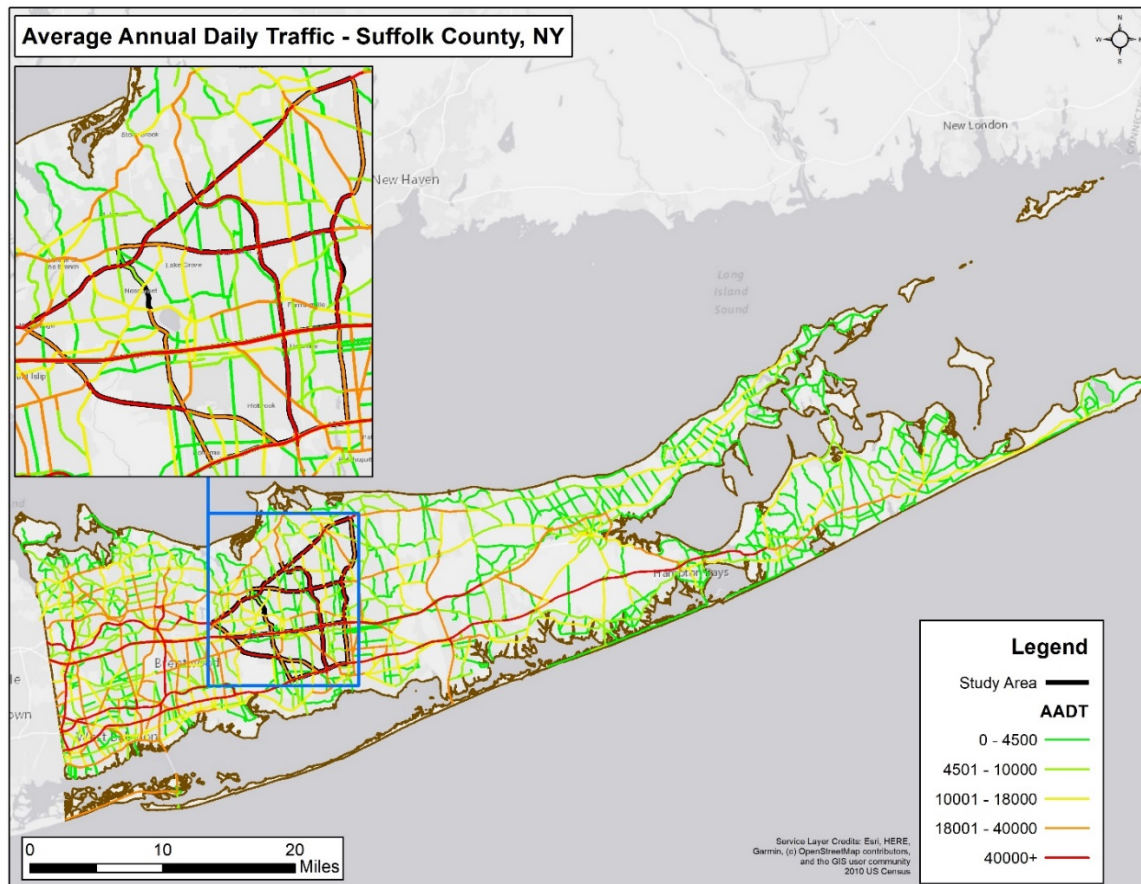 Average Annual Daily Traffic - Suffolk County, NY
N
W
E
S
New London
New Haven
Lake Grove
Holbrook
Long
Island
Sound
Hampton Bays
Brentwood
Legend
Study Area
AADT
0 - 4500
4501 - 10000
10001 - 18000
18001 - 40000
40000+
0
10
20
Miles
Service Layer Credits: Esri, HERE,
Garmin, (c) OpenStreetMap contributors,
and the GIS user community
2010 US Census